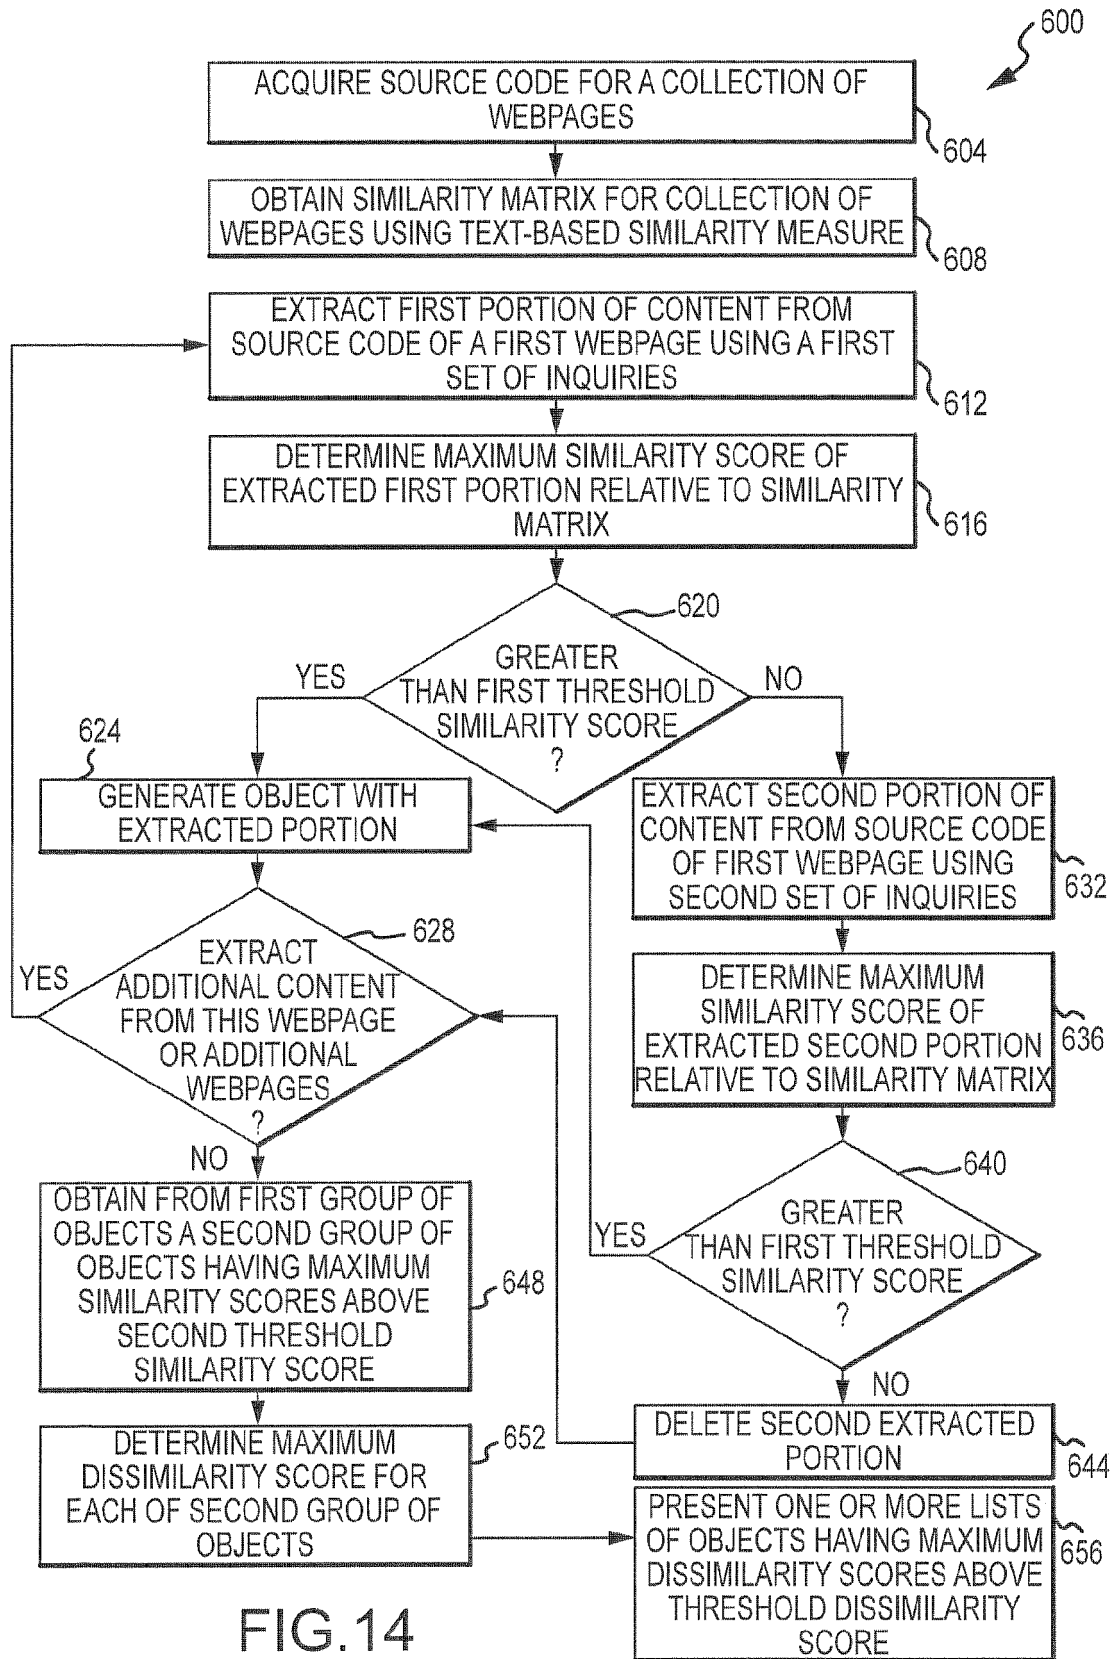 600
ACQUIRE SOURCE CODE FOR A COLLECTION OF
WEBPAGES
604
OBTAIN SIMILARITY MATRIX FOR COLLECTION OF
WEBPAGES USING TEXT-BASED SIMILARITY MEASURE
608
EXTRACT FIRST PORTION OF CONTENT FROM
SOURCE CODE OF A FIRST WEBPAGE USING A FIRST
SET OF INQUIRIES
612
DETERMINE MAXIMUM SIMILARITY SCORE OF
EXTRACTED FIRST PORTION RELATIVE TO SIMILARITY
MATRIX
616
620
GREATER
THAN FIRST THRESHOLD
SIMILARITY SCORE
?
YES
NO
624
GENERATE OBJECT WITH
EXTRACTED PORTION
628
EXTRACT
ADDITIONAL CONTENT
FROM THIS WEBPAGE
OR ADDITIONAL
WEBPAGES
?
YES
NO
EXTRACT SECOND PORTION OF
CONTENT FROM SOURCE CODE
OF FIRST WEBPAGE USING
SECOND SET OF INQUIRIES
632
DETERMINE MAXIMUM
SIMILARITY SCORE OF
EXTRACTED SECOND PORTION
RELATIVE TO SIMILARITY MATRIX
636
640
GREATER
THAN FIRST THRESHOLD
SIMILARITY SCORE
?
YES
NO
DELETE SECOND EXTRACTED
PORTION
644
OBTAIN FROM FIRST GROUP OF
OBJECTS A SECOND GROUP OF
OBJECTS HAVING MAXIMUM
SIMILARITY SCORES ABOVE
SECOND THRESHOLD
SIMILARITY SCORE
648
DETERMINE MAXIMUM
DISSIMILARITY SCORE FOR
EACH OF SECOND GROUP OF
OBJECTS
652
PRESENT ONE OR MORE LISTS
OF OBJECTS HAVING MAXIMUM
DISSIMILARITY SCORES ABOVE
THRESHOLD DISSIMILARITY
SCORE
656
FIG.14